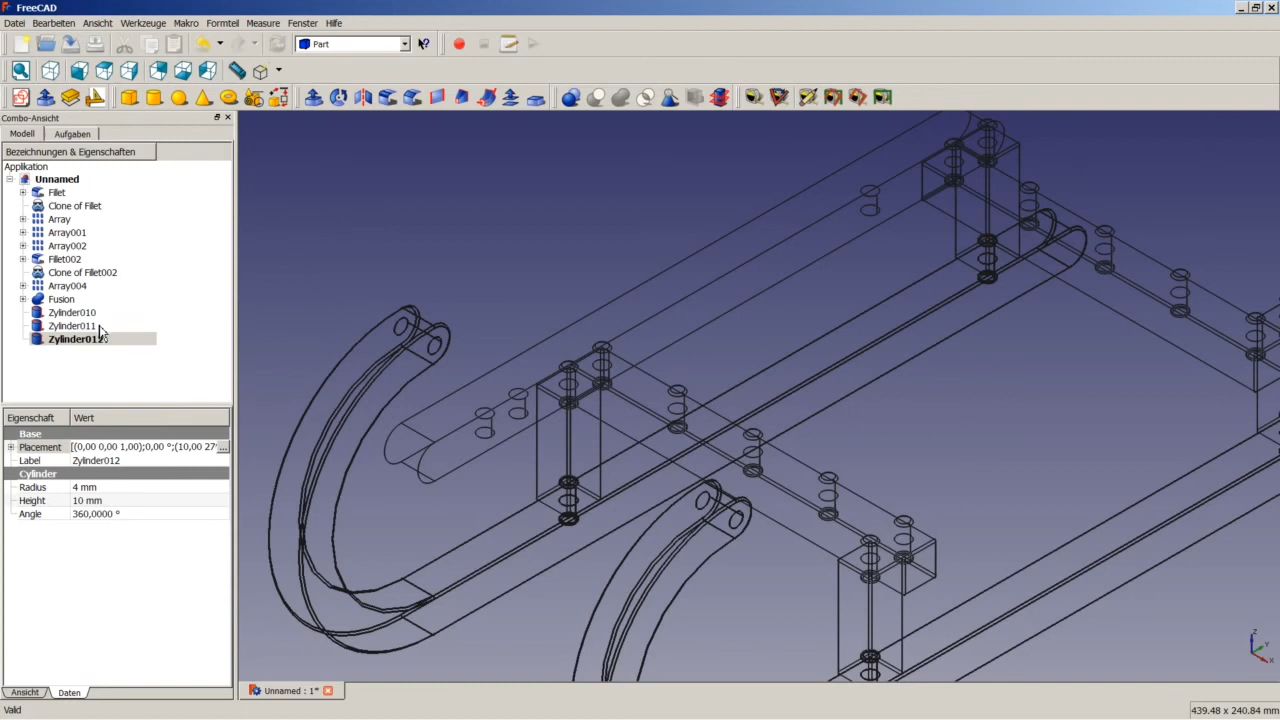 FreeCAD
Datei Bearbeiten Ansicht Werkzeuge Makro Formteil Measure Fenster Hilfe
Part
Combo-Ansicht
Modell Aufgaben
Bezeichnungen & Eigenschaften
Applikation
Unnamed
Fillet
Clone of Fillet
Array
Array001
Array002
Fillet002
Clone of Fillet002
Array004
Fusion
Zylinder010
Zylinder011
Zylinder012
Eigenschaft Wert
Base
Placement [(0,00 0,00 1,00);0,00 °;(10,00 27 ...
Label Zylinder012
Cylinder
Radius 4 mm
Height 10 mm
Angle 360,0000 °
Ansicht Daten
Unnamed : 1*
Z
Y
X
Valid
439.48 x 240.84 mm